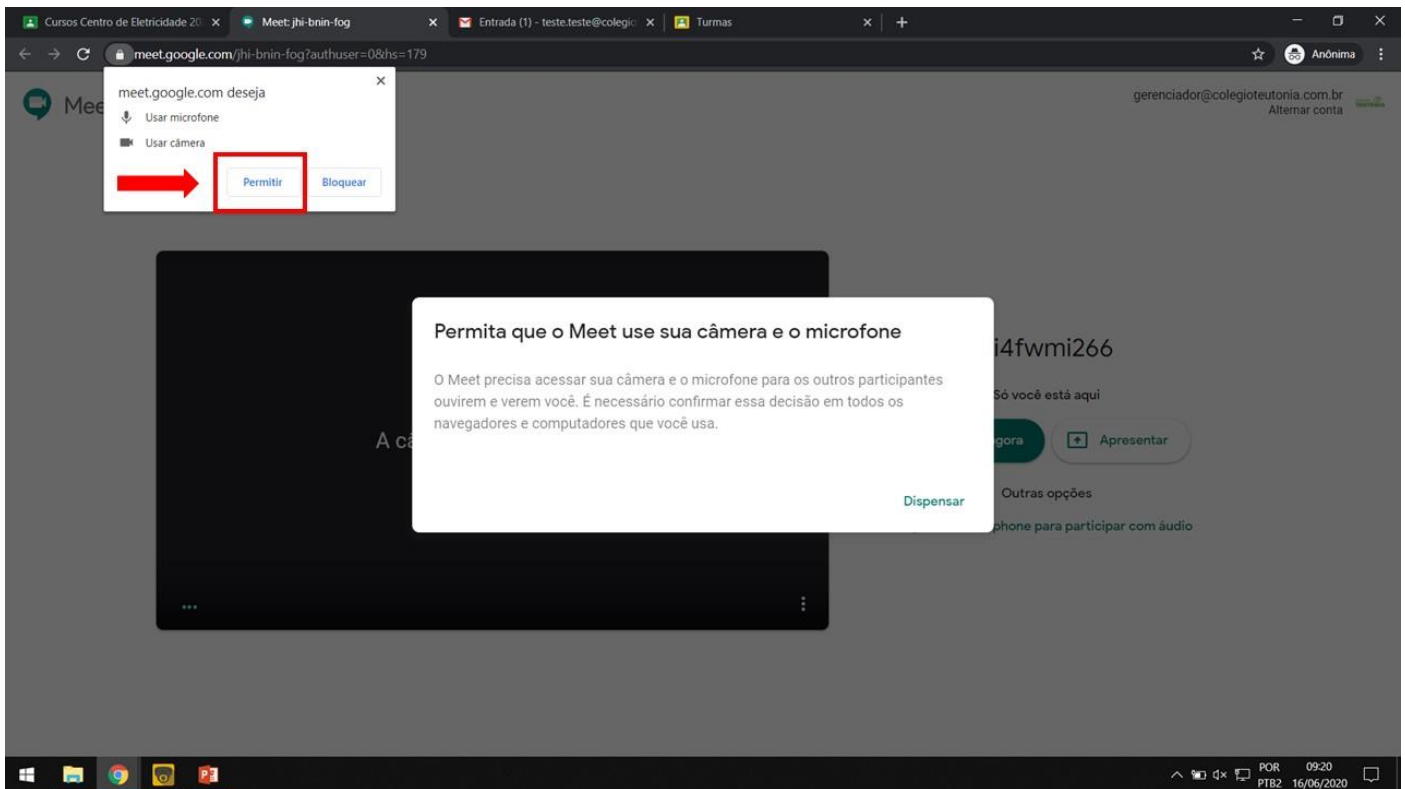 Cursos Centro de Eletricidade 20
Meet: jhi-bnin-fog
Entrada (1) - teste.teste@colegio
Turmas
meet.google.com/jhi-bnin-fog?authuser=0&hs=179
Anônima
meet.google.com deseja
Usar microfone
Usar câmera
Permitir
Bloquear
Mee
gerenciador@colegioteutonia.com.br
Alternar conta
Permita que o Meet use sua câmera e o microfone
O Meet precisa acessar sua câmera e o microfone para os outros participantes
ouvirem e verem você. É necessário confirmar essa decisão em todos os
navegadores e computadores que você usa.
Dispensar
A câ
i4fwmi266
Só você está aqui
gora
Apresentar
Outras opções
phone para participar com áudio
POR
PTB2
09:20
16/06/2020